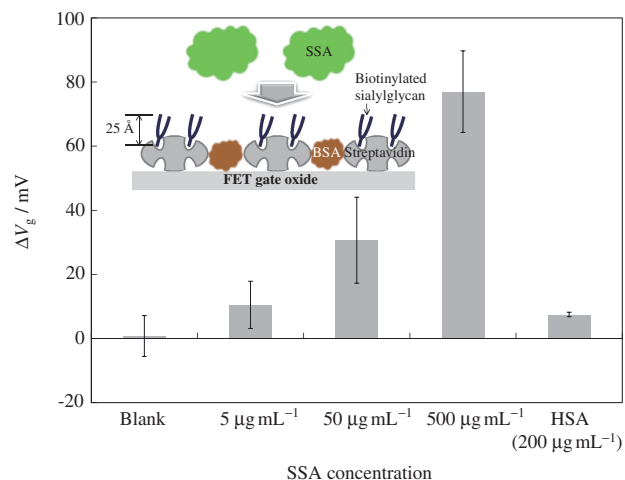 100
80
60
40
20
0
-20
ΔVg / mV
SSA
Biotinylated
sialylglycan
25 Å
BSA
Streptavidin
FET gate oxide
Blank
5 µg mL⁻¹
50 µg mL⁻¹
500 µg mL⁻¹
HSA
(200 µg mL⁻¹)
SSA concentration